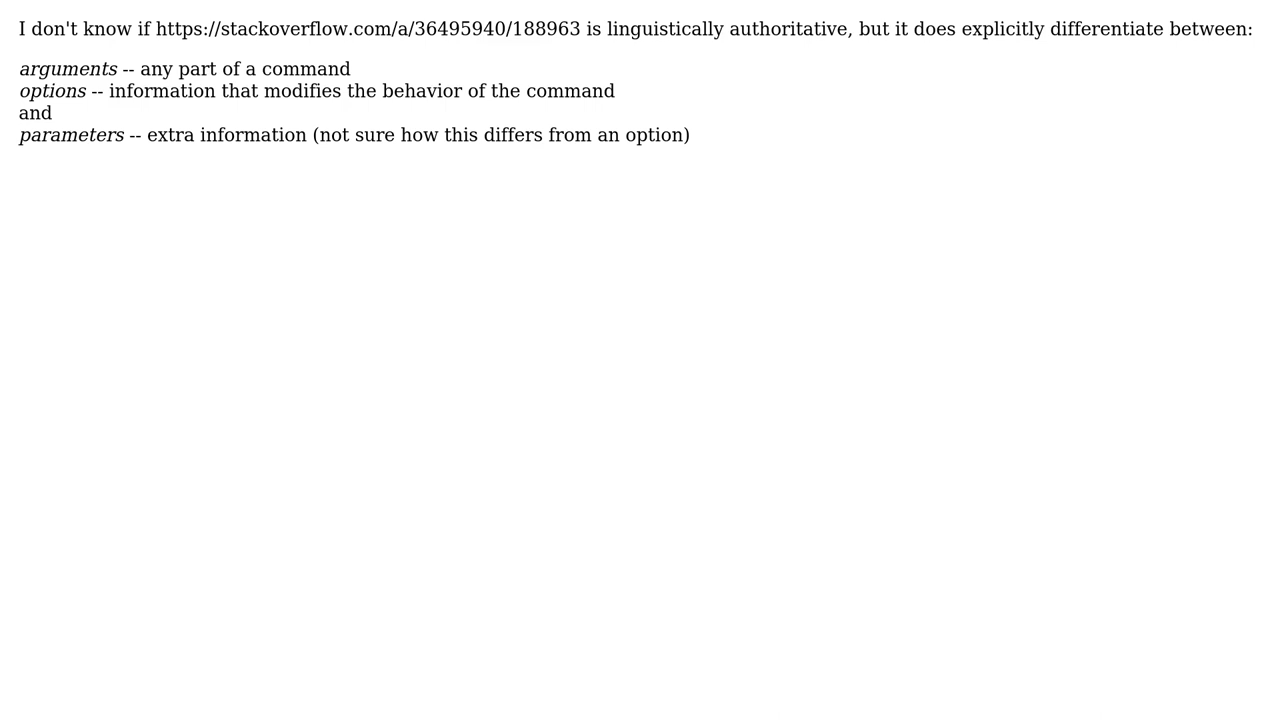 I don't know if https://stackoverflow.com/a/36495940/188963 is linguistically authoritative, but it does explicitly differentiate between:
arguments -- any part of a command
options -- information that modifies the behavior of the command
and
parameters -- extra information (not sure how this differs from an option)